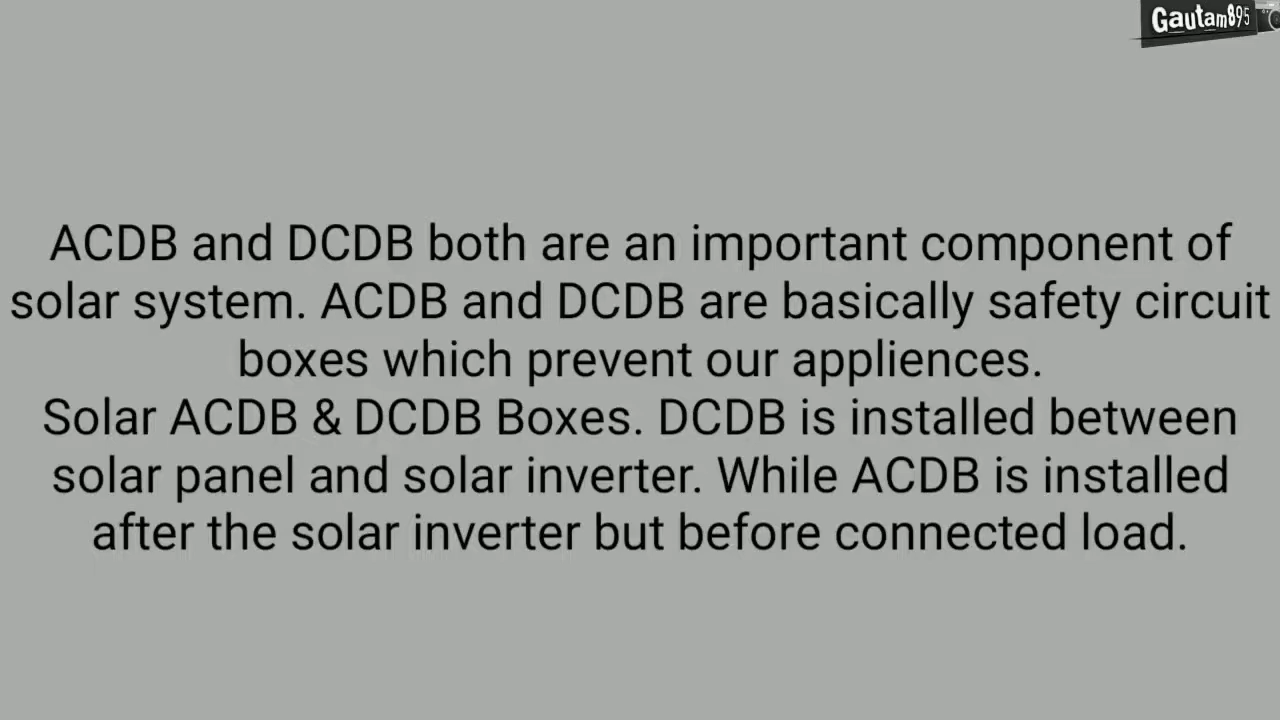 Gautam895
ACDB and DCDB both are an important component of
solar system. ACDB and DCDB are basically safety circuit
boxes which prevent our appliences.
Solar ACDB & DCDB Boxes. DCDB is installed between
solar panel and solar inverter. While ACDB is installed
after the solar inverter but before connected load.